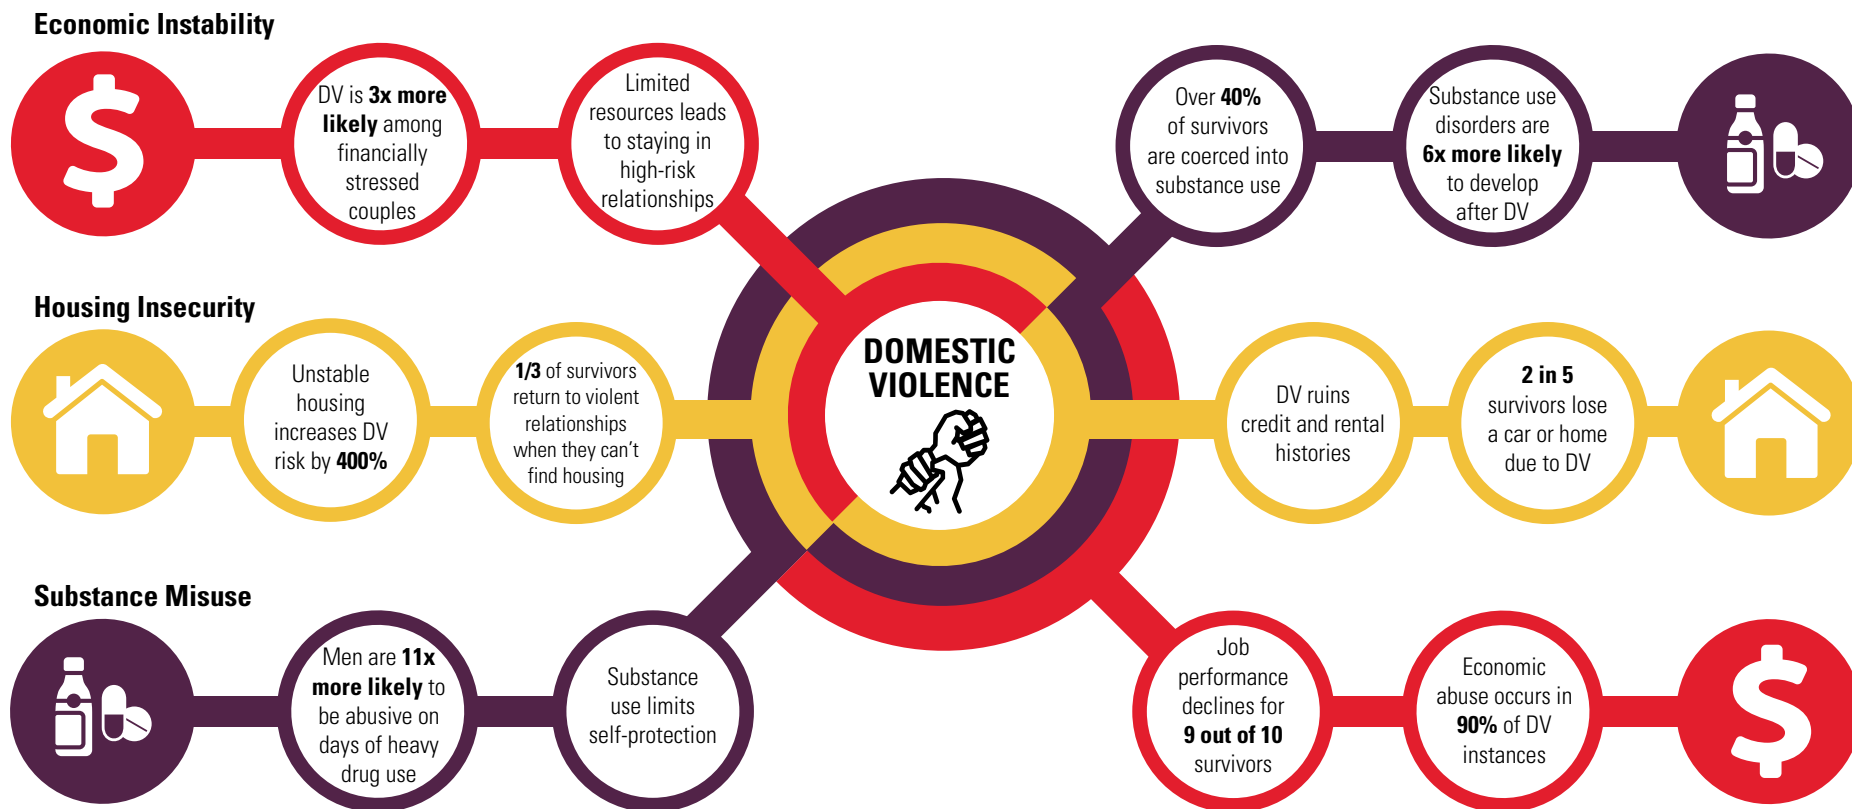 Economic Instability
DV is 3x more
likely among
financially
stressed
couples
Limited
resources leads
to staying in
high-risk
relationships
Over 40%
of survivors
are coerced into
substance use
Substance use
disorders are
6x more likely
to develop
after DV
Housing Insecurity
Unstable
housing
increases DV
risk by 400%
1/3 of survivors
return to violent
relationships
when they can't
find housing
DOMESTIC
VIOLENCE
DV ruins
credit and rental
histories
2 in 5
survivors lose
a car or home
due to DV
Substance Misuse
Men are 11x
more likely to
be abusive on
days of heavy
drug use
Substance
use limits
self-protection
Job
performance
declines for
9 out of 10
survivors
Economic
abuse occurs in
90% of DV
instances